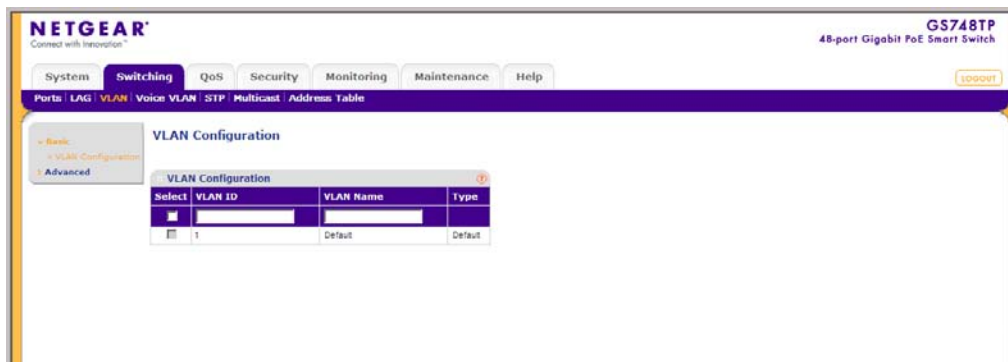 NETGEAR®
Connect with Innovation™
GS748TP
48-port Gigabit PoE Smart Switch
System Switching QoS Security Monitoring Maintenance Help
LOGOUT
Ports LAG VLAN Voice VLAN STP Multicast Address Table
Basic
VLAN Configuration
Advanced
VLAN Configuration
VLAN Configuration
Select VLAN ID VLAN Name Type
1 Default Default